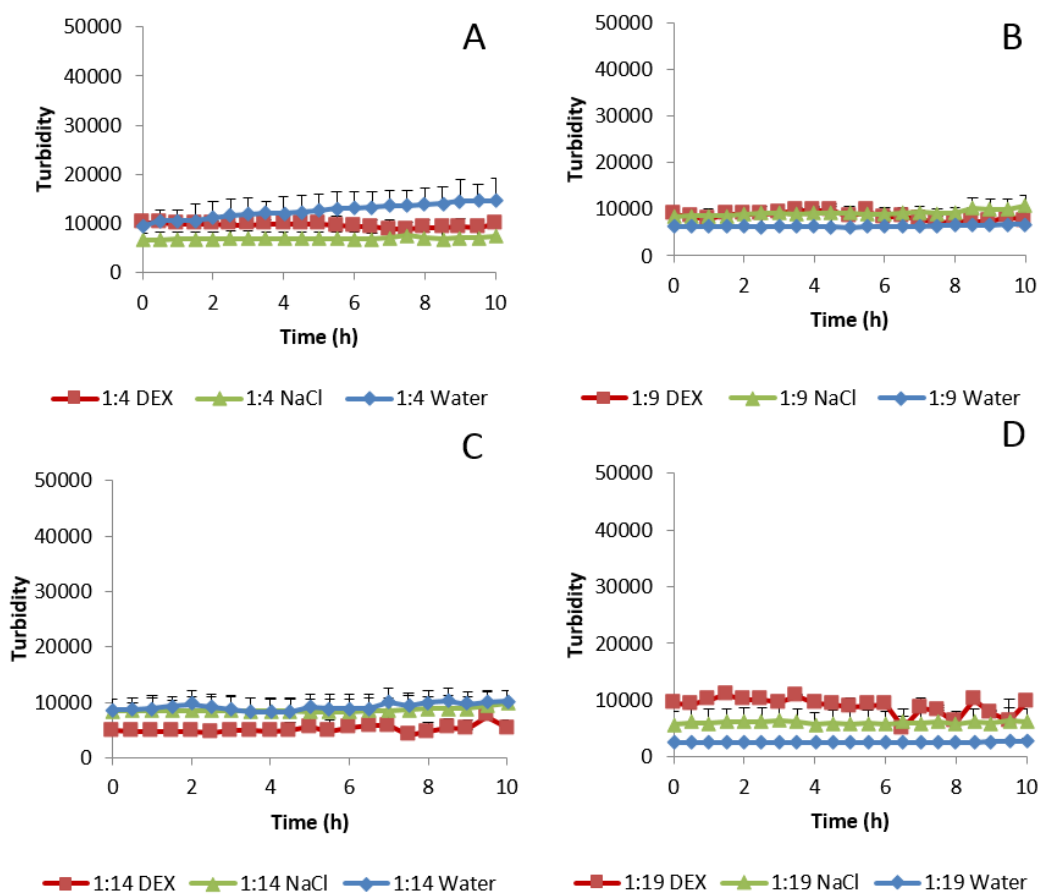 A
50000
40000
30000
20000
10000
0
Turbidity
0 2 4 6 8 10
Time (h)
1:4 DEX 1:4 NaCl 1:4 Water
B
50000
40000
30000
20000
10000
0
Turbidity
0 2 4 6 8 10
Time (h)
1:9 DEX 1:9 NaCl 1:9 Water
C
50000
40000
30000
20000
10000
0
Turbidity
0 2 4 6 8 10
Time (h)
1:14 DEX 1:14 NaCl 1:14 Water
D
50000
40000
30000
20000
10000
0
Turbidity
0 2 4 6 8 10
Time (h)
1:19 DEX 1:19 NaCl 1:19 Water